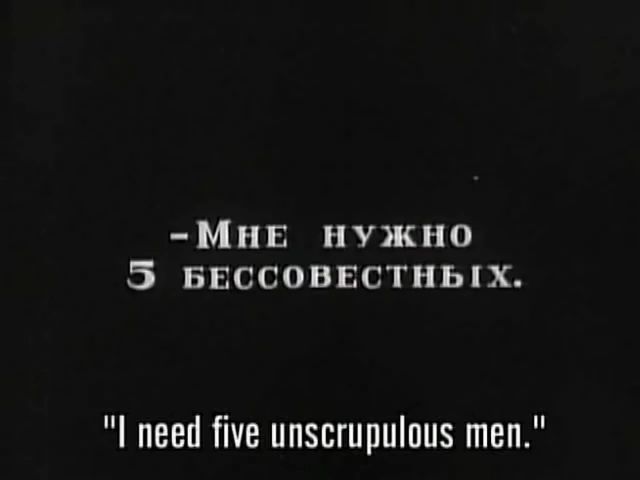 –Мне нужно
5 бессовестных.
"I need five unscrupulous men."